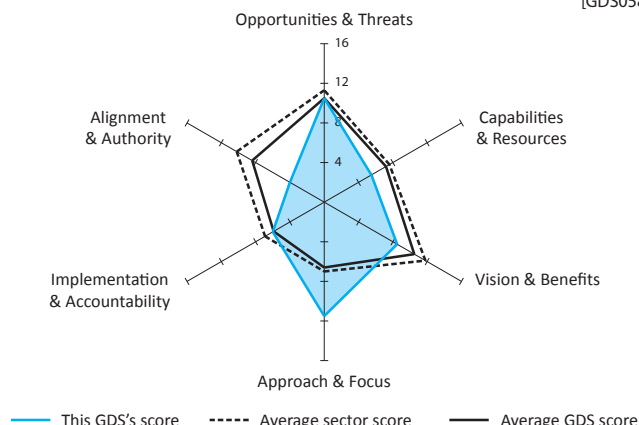 [GDS058
Opportunities & Threats
16
12
8
4
Alignment
& Authority
Capabilities
& Resources
Implementation
& Accountability
Vision & Benefits
Approach & Focus
This GDS's score
Average sector score
Average GDS score